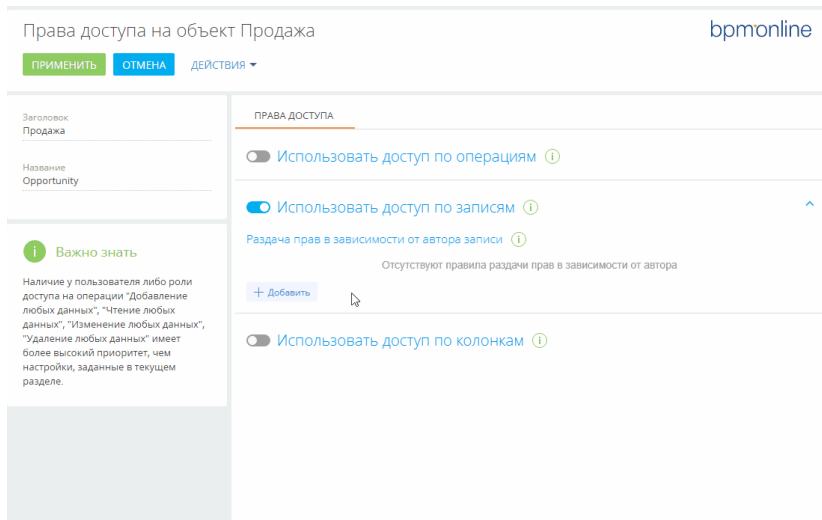 Права доступа на объект Продажа
bpm'online
ПРИМЕНИТЬ
ОТМЕНА
ДЕЙСТВИЯ
Заголовок
Продажа
Название
Opportunity
i Важно знать
Наличие у пользователя либо роли
доступа на операции "Добавление
любых данных", "Чтение любых
данных", "Изменение любых данных",
"Удаление любых данных" имеет
более высокий приоритет, чем
настройки, заданные в текущем
разделе.
ПРАВА ДОСТУПА
Использовать доступ по операциям i
Использовать доступ по записям i
Раздача прав в зависимости от автора записи i
Отсутствуют правила раздачи прав в зависимости от автора
+ Добавить
Использовать доступ по колонкам i